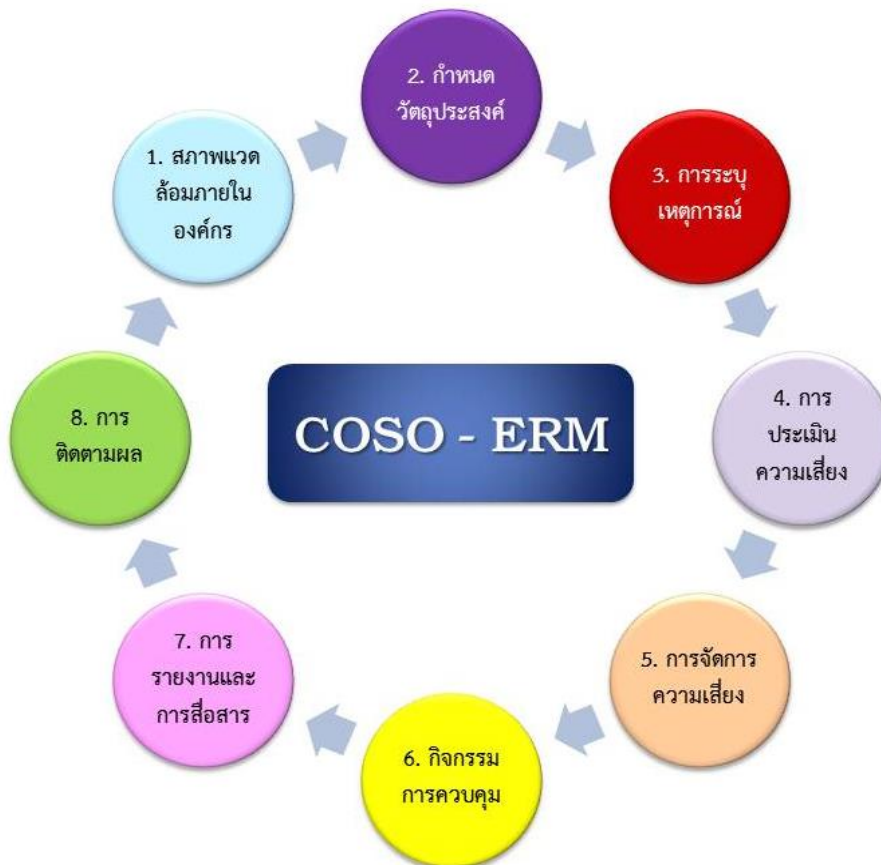 1. สภาพแวด
ล้อมภายใน
องค์กร
2. กำหนด
วัตถุประสงค์
3. การระบุ
เหตุการณ์
4. การ
ประเมิน
ความเสี่ยง
5. การจัดการ
ความเสี่ยง
6. กิจกรรม
การควบคุม
7. การ
รายงานและ
การสื่อสาร
8. การ
ติดตามผล
COSO - ERM